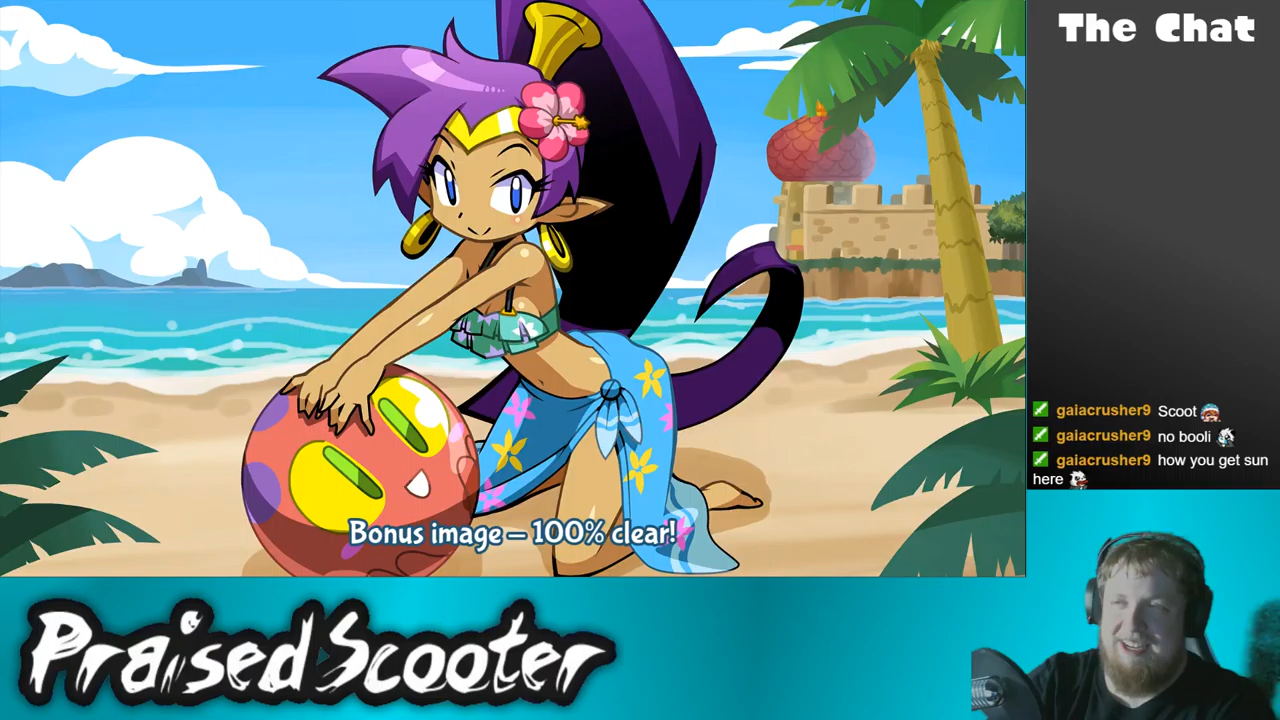 The Chat
gaiacrusher9 Scoot
gaiacrusher9 no booli
gaiacrusher9 how you get sun
here
Bonus image – 100% clear!
PraisedScooter